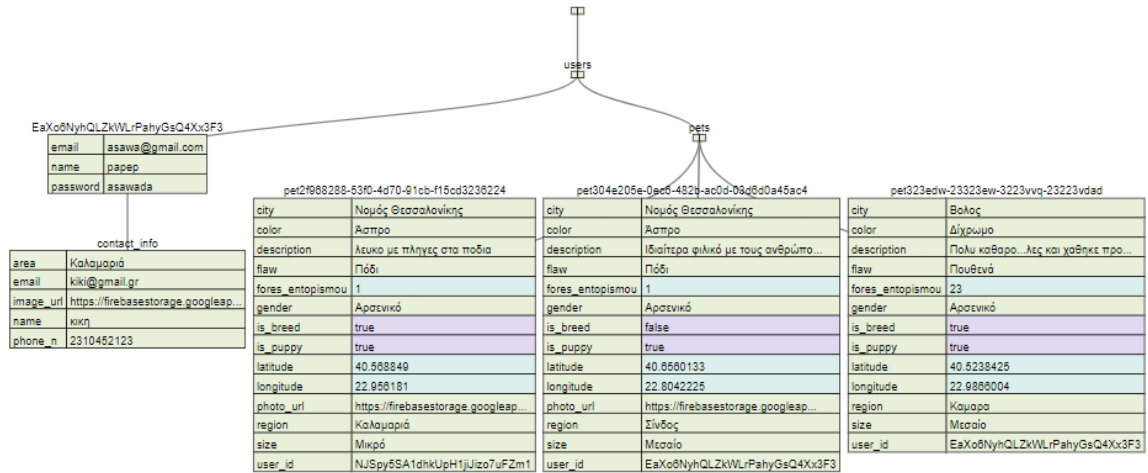 users
EaXo6NyhQLZkWLrPahyGsQ4Xx3F3
email asawa@gmail.com
name papep
password asawada
contact_info
area Καλαμαριά
email kiki@gmail.gr
image_url https://firebasestorage.googleap...
name κικη
phone_n 2310452123
pets
pet2f968288-53f0-4d70-91cb-f15cd3236224
city Νομός Θεσσαλονίκης
color Άσπρο
description λευκο με πληγες στα ποδια
flaw Πόδι
fores_entopismou 1
gender Αρσενικό
is_breed true
is_puppy true
latitude 40.568849
longitude 22.956181
photo_url https://firebasestorage.googleap...
region Καλαμαριά
size Μικρό
user_id NJSpy5SA1dhkUpH1jiJizo7uFZm1
pet304e205e-0ec6-482b-ac0d-03d6d0a45ac4
city Νομός Θεσσαλονίκης
color Άσπρο
description Ιδιαίτερα φιλικό με τους ανθρώπο...
flaw Πόδι
fores_entopismou 1
gender Αρσενικό
is_breed false
is_puppy true
latitude 40.6560133
longitude 22.8042225
photo_url https://firebasestorage.googleap...
region Σίνδος
size Μεσαίο
user_id EaXo6NyhQLZkWLrPahyGsQ4Xx3F3
pet323edw-23323ew-3223vvq-23223vdad
city Βολος
color Δίχρωμο
description Πολυ καθαρο...λες και χαθηκε προ...
flaw Πουθενά
fores_entopismou 23
gender Αρσενικό
is_breed true
is_puppy true
latitude 40.5238425
longitude 22.9866004
region Καμαρα
size Μεσαίο
user_id EaXo6NyhQLZkWLrPahyGsQ4Xx3F3